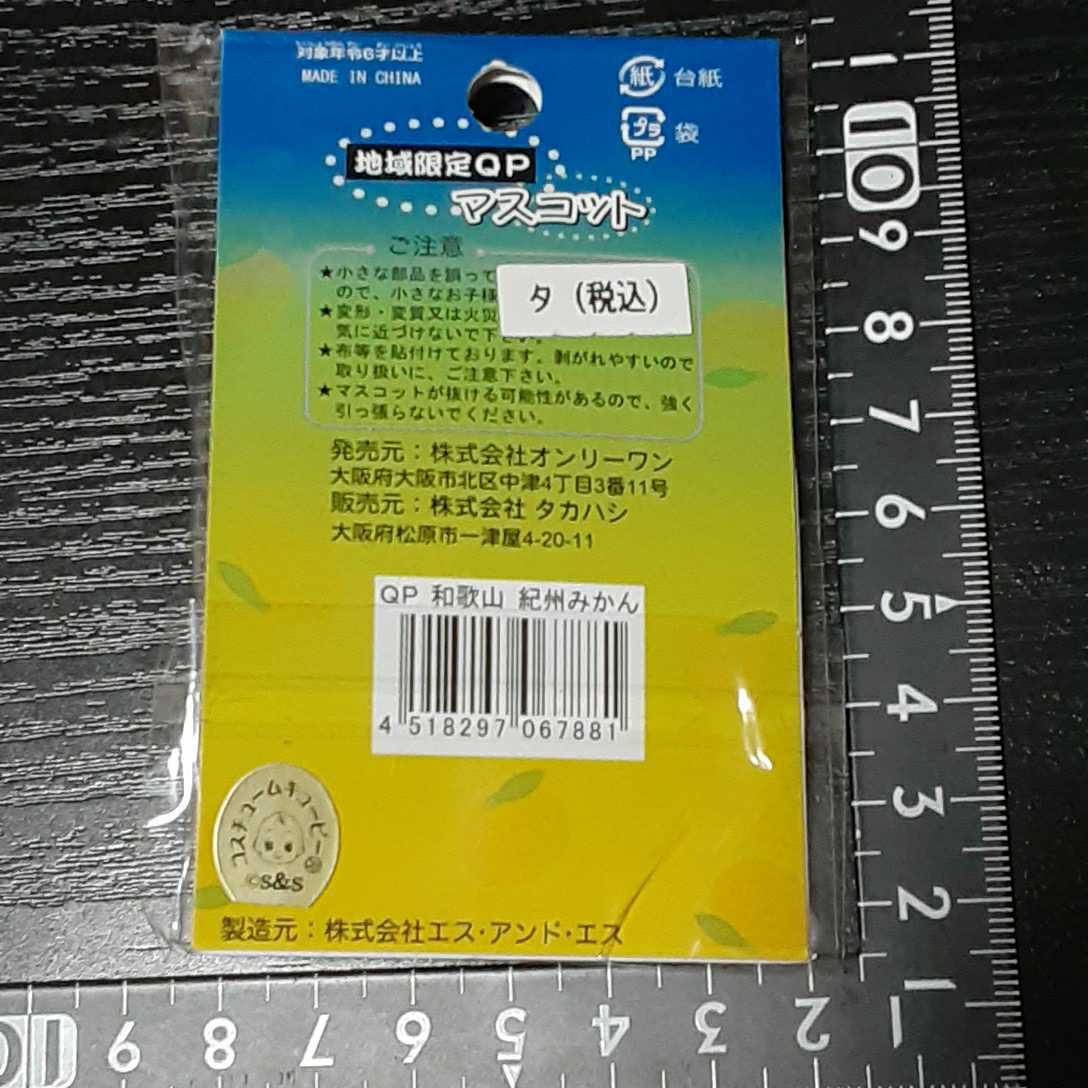 対象年令6才以上
MADE IN CHINA
紙 台紙
プラ 袋
PP
地域限定QP
マスコット
ご注意
★小さな部品を誤って
ので、小さなお子様
★変形・変質又は火災
気に近づけないで下さい。
★布等を貼付けております、剥がれやすいので
取り扱いに、ご注意下さい。
★マスコットが抜ける可能性があるので、強く
引っ張らないでください。
タ（税込）
発売元：株式会社オンリーワン
大阪府大阪市北区中津4丁目3番11号
販売元：株式会社 タカハシ
大阪府松原市一津屋4-20-11
QP 和歌山 紀州みかん
4 518297 067881
コスチュームキューピー
©S&S
製造元：株式会社エス・アンド・エス
1
10
9
8
7
6
5
4
3
2
1
10
9
8
7
6
5
4
3
2
1